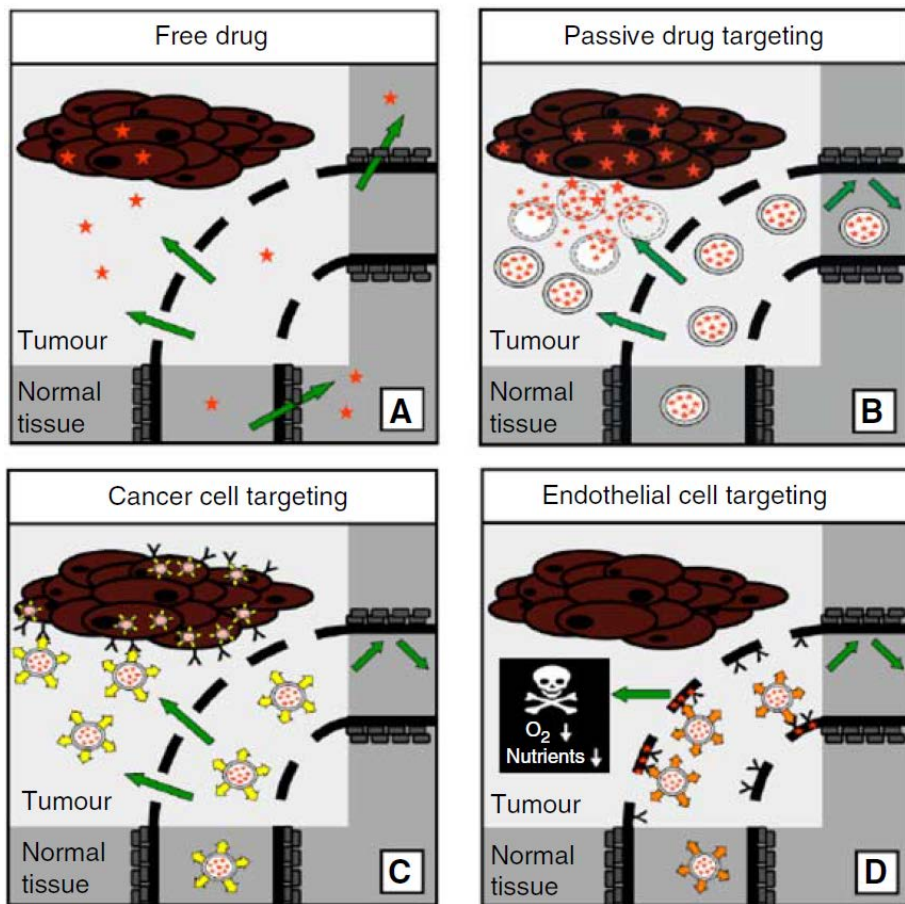 Free drug
Tumour
Normal
tissue
A
Passive drug targeting
Tumour
Normal
tissue
B
Cancer cell targeting
Tumour
Normal
tissue
C
Endothelial cell targeting
O₂ ↓
Nutrients ↓
Tumour
Normal
tissue
D